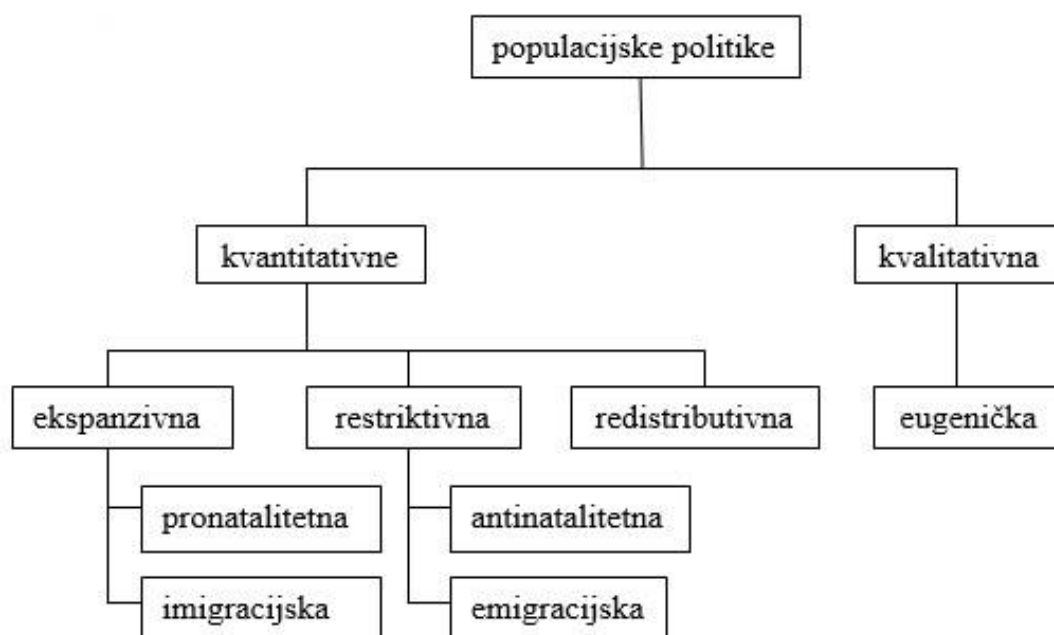 populacijske politike
kvantitativne
kvalitativna
ekspanzivna
restriktivna
redistributivna
eugenička
pronatalitetna
antinatalitetna
imigracijska
emigracijska